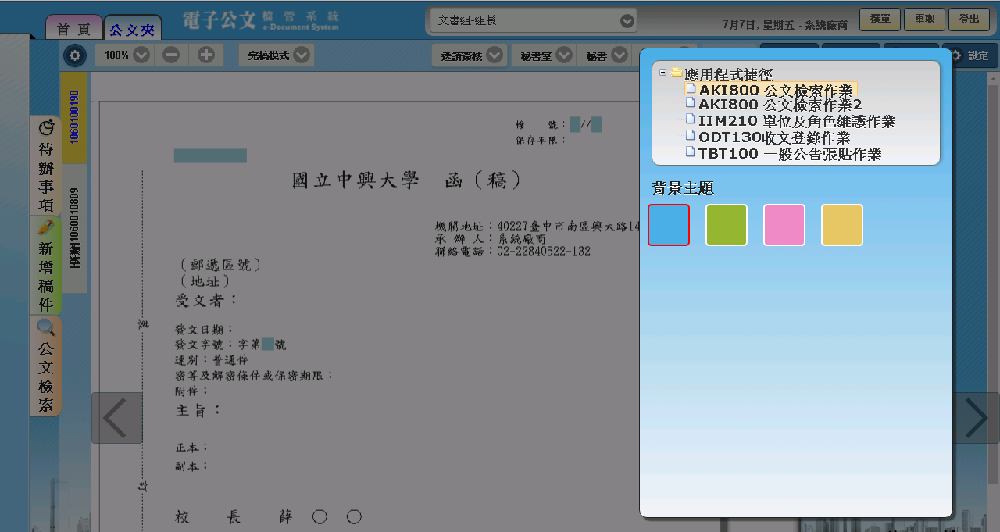 首 頁
公文夾
電子公文 檔管系統
e-Document System
文書組-組長
7月7日, 星期五 - 系統廠商
選單
重取
登出
100%
完稿模式
送請簽核
秘書室
秘書
設定
應用程式捷徑
AKI800 公文檢索作業
AKI800 公文檢索作業2
IIM210 單位及角色維護作業
ODT130收文登錄作業
TBT100 一般公告張貼作業
背景主題
待辦事項
新增稿件
公文檢索
1060100190
[併案]1060010809
檔 號：//
保存年限：
國立中興大學 函（稿）
機關地址：40227臺中市南區興大路14
承 辦 人：系統廠商
聯絡電話：02-22840522-132
（郵遞區號）
（地址）
受文者：
發文日期：
發文字號：字第 號
速別：普通件
密等及解密條件或保密期限：
附件：
主旨：
正本：
副本：
校 長 薛 ○ ○
裝
訂